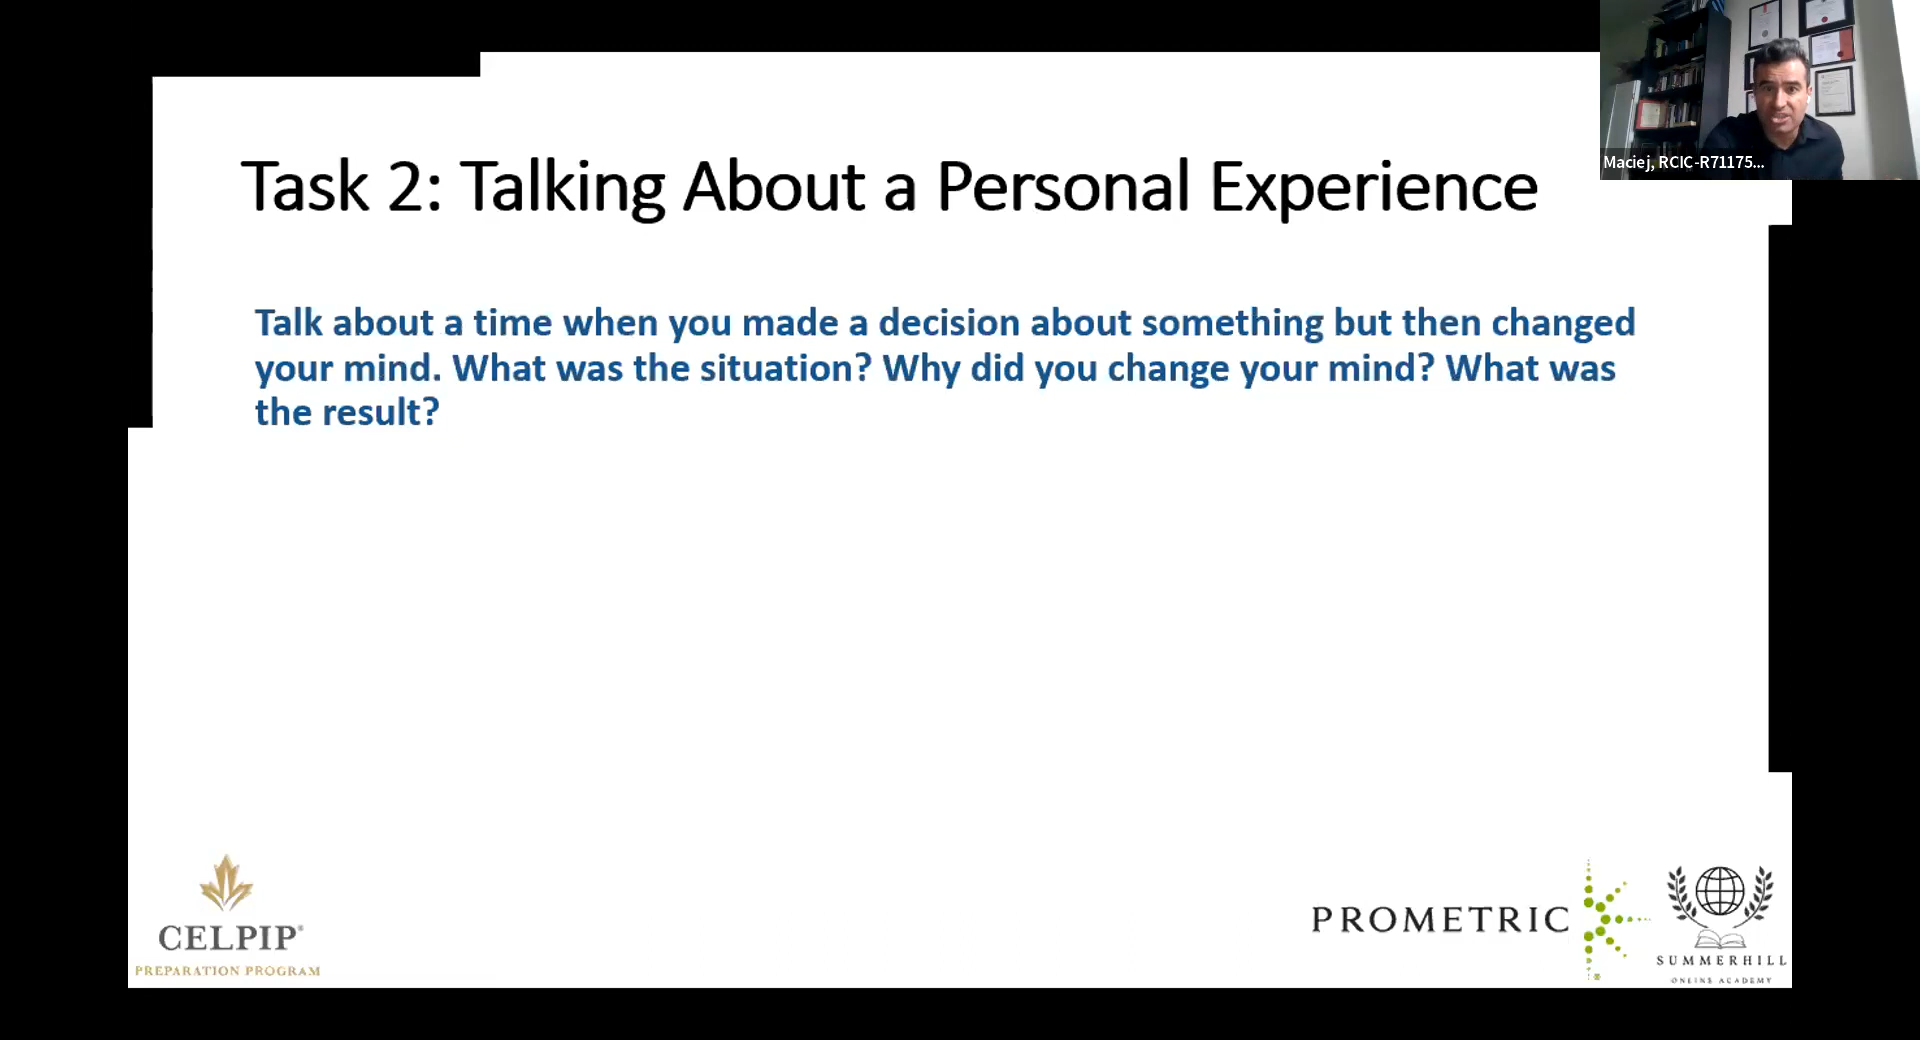 Maciej, RCIC-R71175...
Task 2: Talking About a Personal Experience
Talk about a time when you made a decision about something but then changed
your mind. What was the situation? Why did you change your mind? What was
the result?
CELPIP®
PREPARATION PROGRAM
PROMETRIC
SUMMERHILL
ONLINE ACADEMY